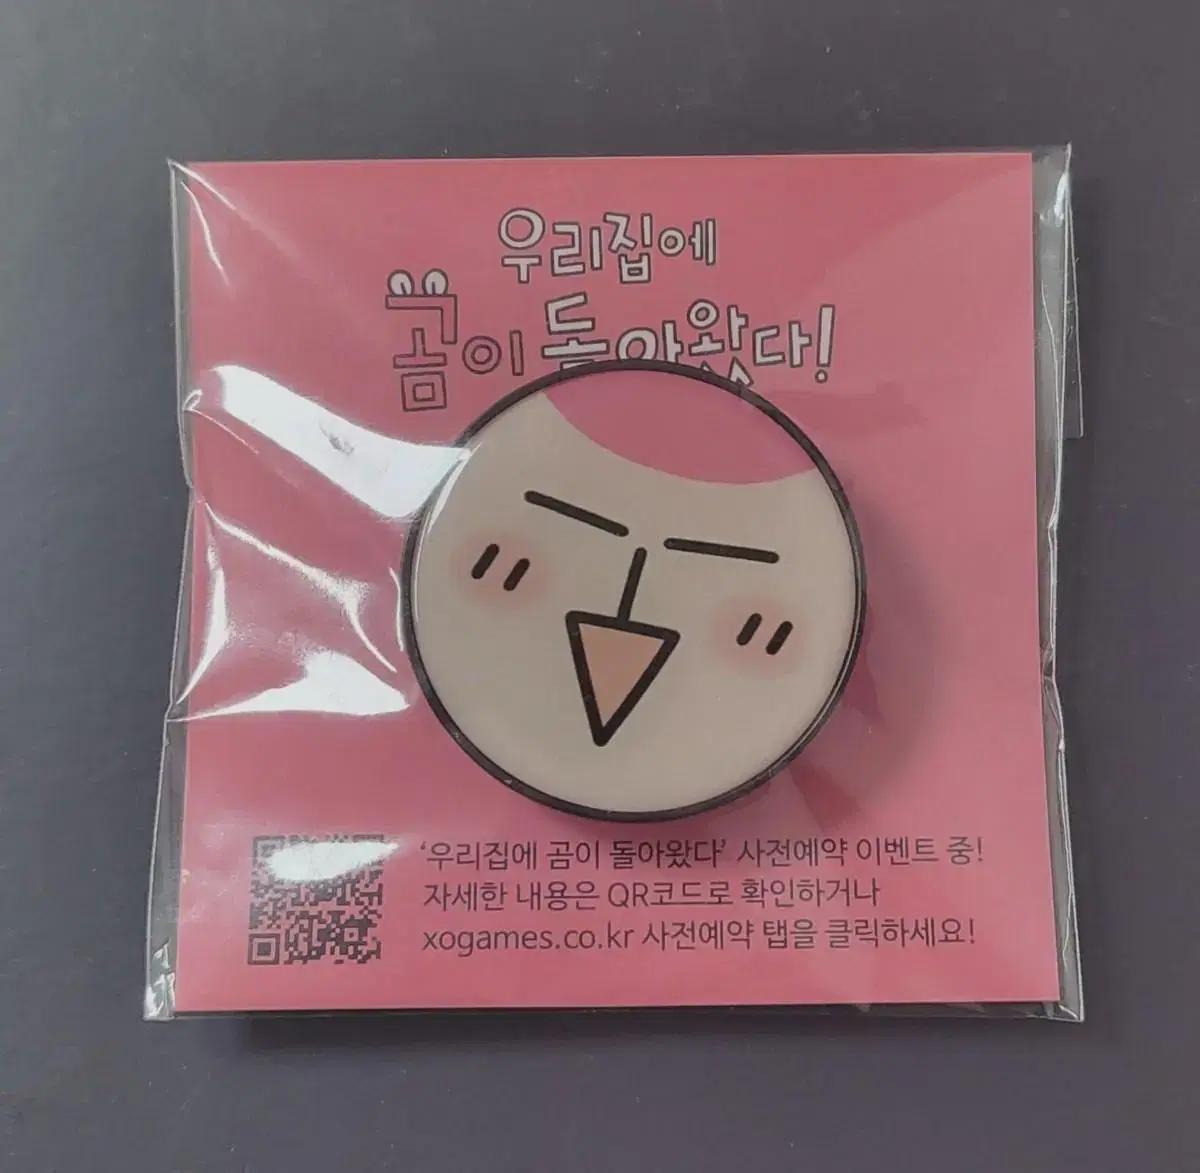 우리집에
곰이 돌아왔다!
‘우리집에 곰이 돌아왔다’ 사전예약 이벤트 중!
자세한 내용은 QR코드로 확인하거나
xogames.co.kr 사전예약 탭을 클릭하세요!